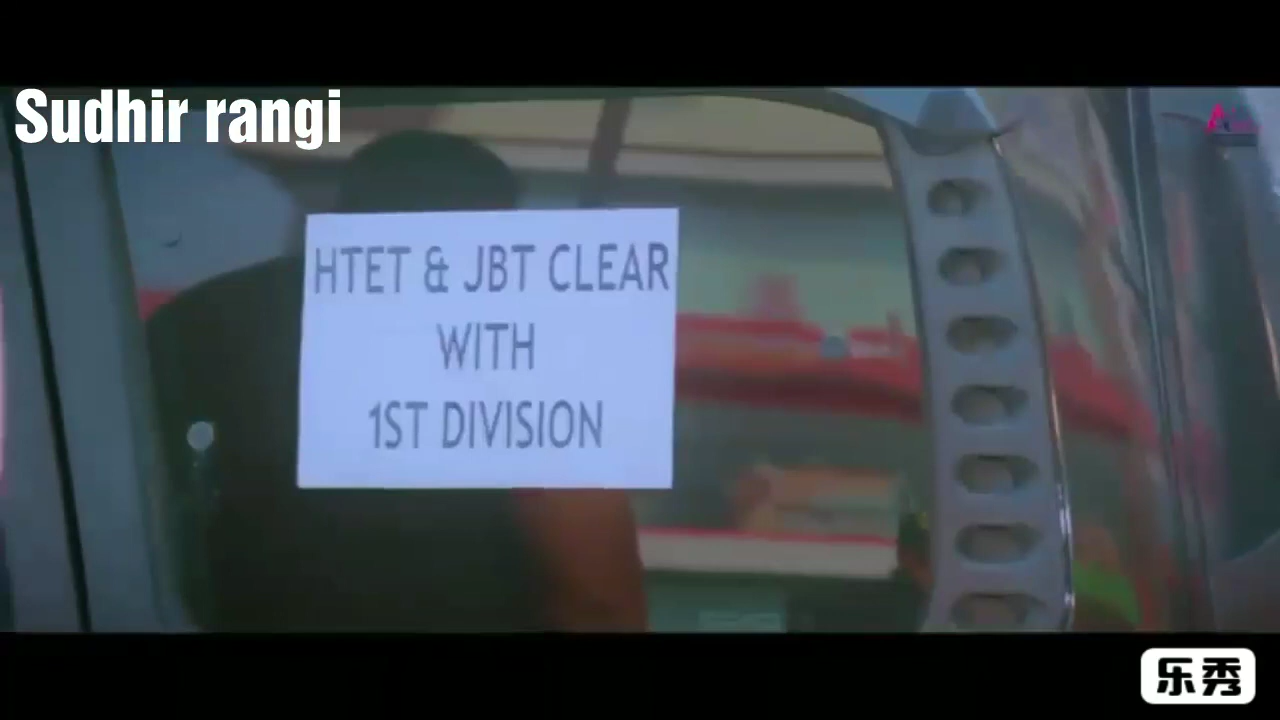 Sudhir rangi
HTET & JBT CLEAR
WITH
1ST DIVISION
乐秀